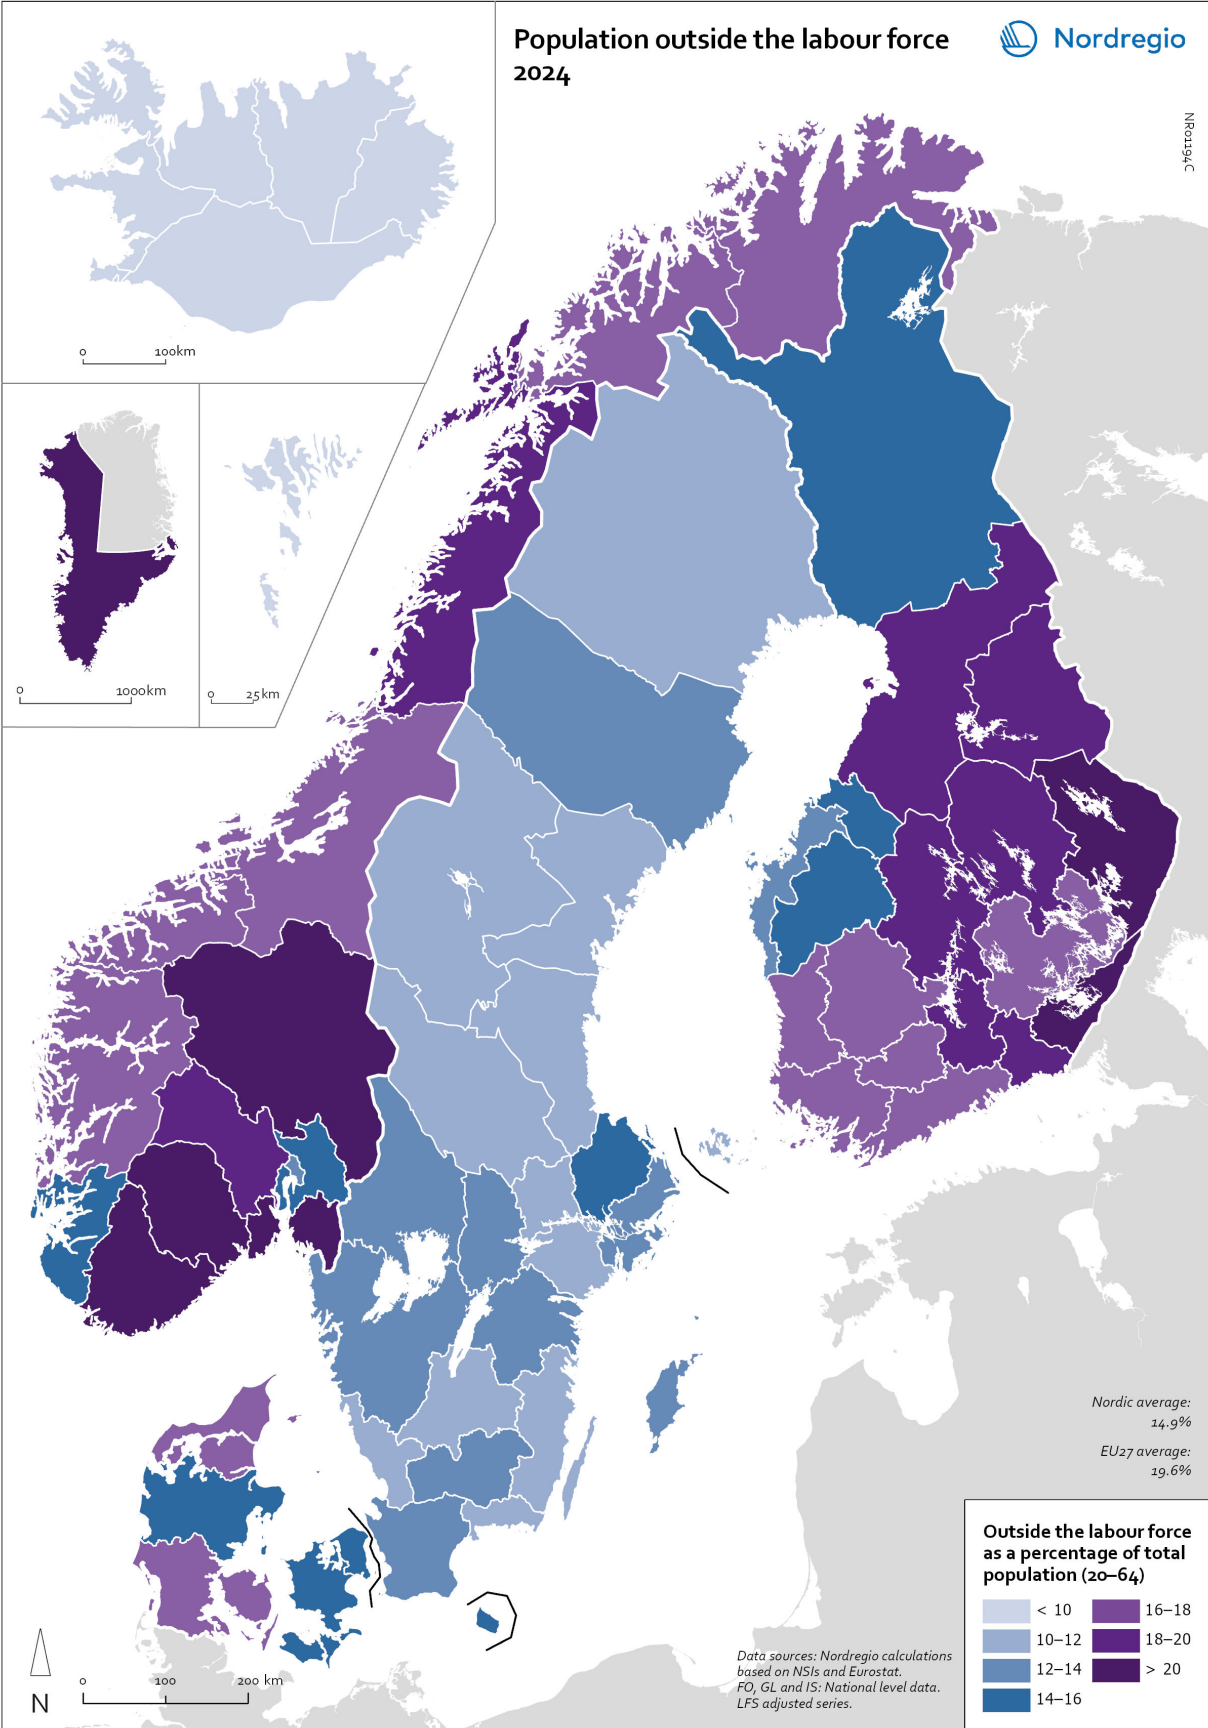 Population outside the labour force
2024
Nordregio
NR01194C
0 100km
0 1000km
0 25km
Nordic average:
14.9%
EU27 average:
19.6%
Outside the labour force
as a percentage of total
population (20–64)
< 10
10–12
12–14
14–16
16–18
18–20
> 20
Data sources: Nordregio calculations
based on NSIs and Eurostat.
FO, GL and IS: National level data.
LFS adjusted series.
N
0 100 200 km